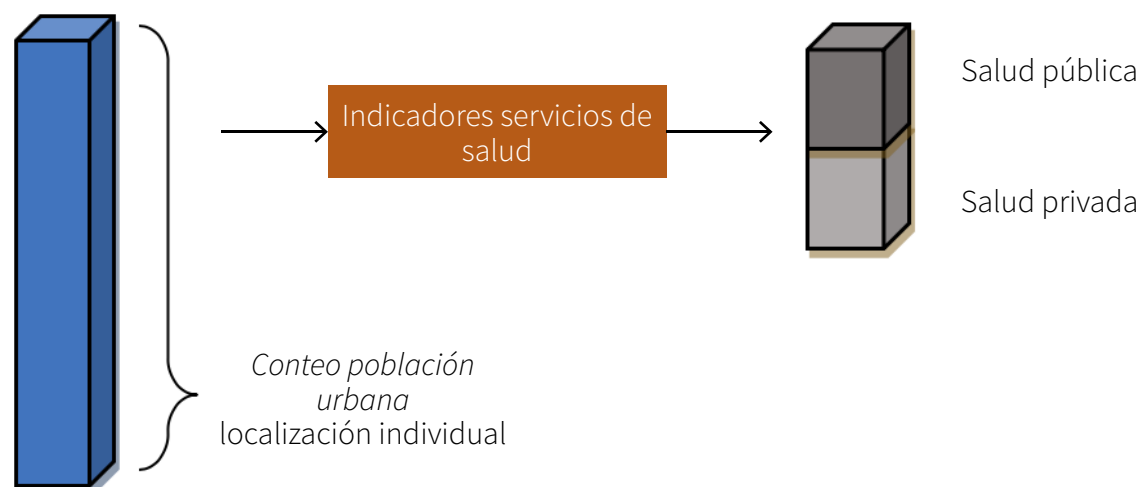 Salud pública
Indicadores servicios de
salud
Salud privada
Conteo población
urbana
localización individual